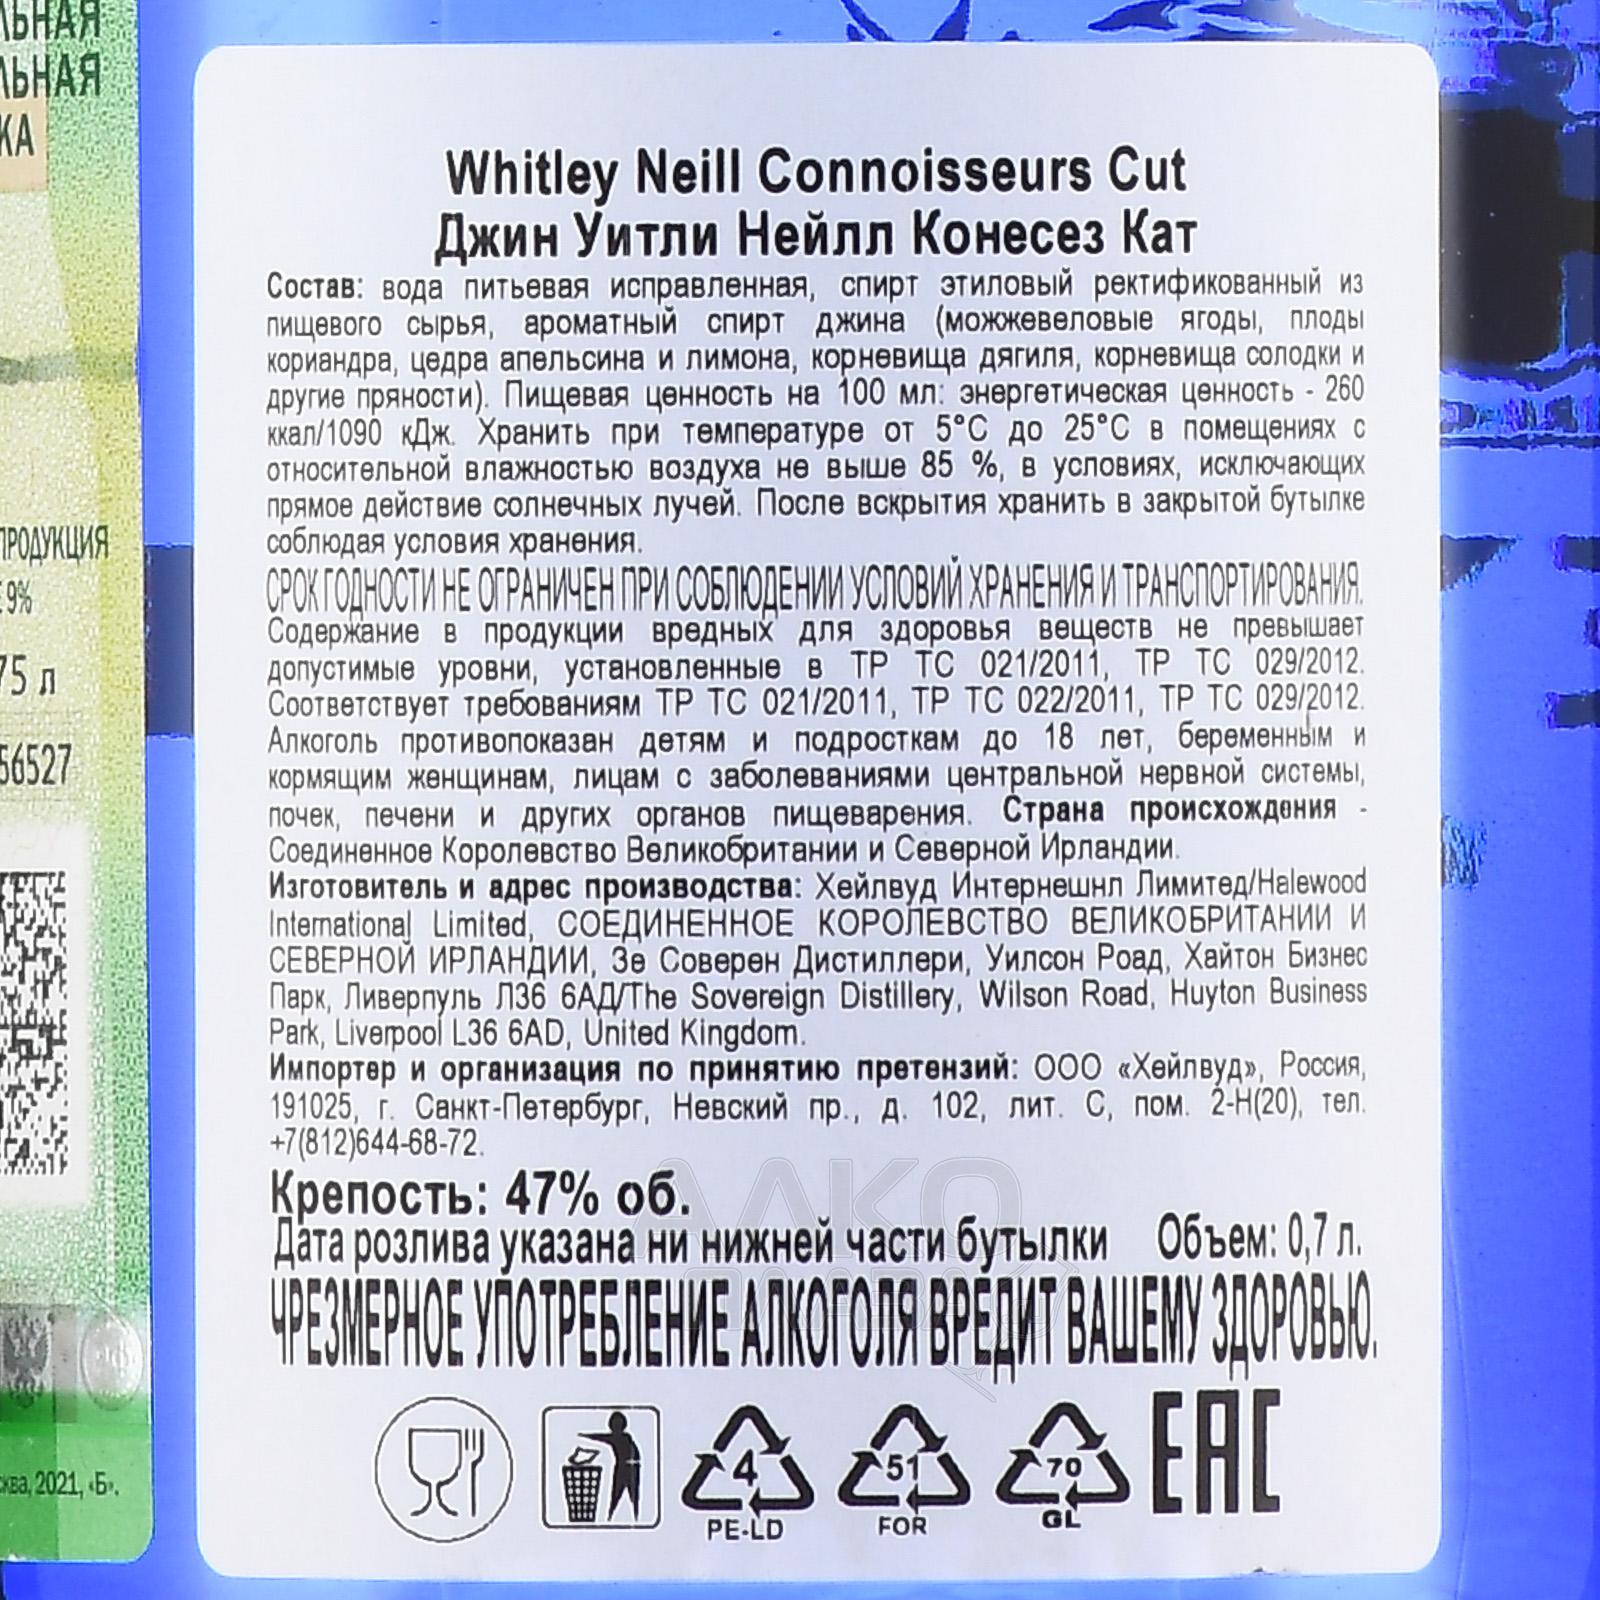 ЛЬНАЯ
ЛЬНАЯ
КА
ПРОДУКЦИЯ
9%
75 л
56527
сква, 2021, «Б».
Whitley Neill Connoisseurs Cut
Джин Уитли Нейлл Конесез Кат
Состав: вода питьевая исправленная, спирт этиловый ректификованный из
пищевого сырья, ароматный спирт джина (можжевеловые ягоды, плоды
кориандра, цедра апельсина и лимона, корневища дягиля, корневища солодки и
другие пряности). Пищевая ценность на 100 мл: энергетическая ценность - 260
ккал/1090 кДж. Хранить при температуре от 5°C до 25°C в помещениях с
относительной влажностью воздуха не выше 85 %, в условиях, исключающих
прямое действие солнечных лучей. После вскрытия хранить в закрытой бутылке
соблюдая условия хранения.
СРОК ГОДНОСТИ НЕ ОГРАНИЧЕН ПРИ СОБЛЮДЕНИИ УСЛОВИЙ ХРАНЕНИЯ И ТРАНСПОРТИРОВАНИЯ.
Содержание в продукции вредных для здоровья веществ не превышает
допустимые уровни, установленные в ТР ТС 021/2011, ТР ТС 029/2012.
Соответствует требованиям ТР ТС 021/2011, ТР ТС 022/2011, ТР ТС 029/2012.
Алкоголь противопоказан детям и подросткам до 18 лет, беременным и
кормящим женщинам, лицам с заболеваниями центральной нервной системы,
почек, печени и других органов пищеварения. Страна происхождения -
Соединенное Королевство Великобритании и Северной Ирландии.
Изготовитель и адрес производства: Хейлвуд Интернешнл Лимитед/Halewood
International Limited, СОЕДИНЕННОЕ КОРОЛЕВСТВО ВЕЛИКОБРИТАНИИ И
СЕВЕРНОЙ ИРЛАНДИИ, Зе Соверен Дистиллери, Уилсон Роад, Хайтон Бизнес
Парк, Ливерпуль Л36 6АД/The Sovereign Distillery, Wilson Road, Huyton Business
Park, Liverpool L36 6AD, United Kingdom.
Импортер и организация по принятию претензий: ООО «Хейлвуд», Россия,
191025, г. Санкт-Петербург, Невский пр., д. 102, лит. С, пом. 2-Н(20), тел.
+7(812)644-68-72.
Крепость: 47% об.
Дата розлива указана ни нижней части бутылки Объем: 0,7 л.
ЧРЕЗМЕРНОЕ УПОТРЕБЛЕНИЕ АЛКОГОЛЯ ВРЕДИТ ВАШЕМУ ЗДОРОВЬЮ.
4 51 70 EAC
PE-LD FOR GL
АЛКО